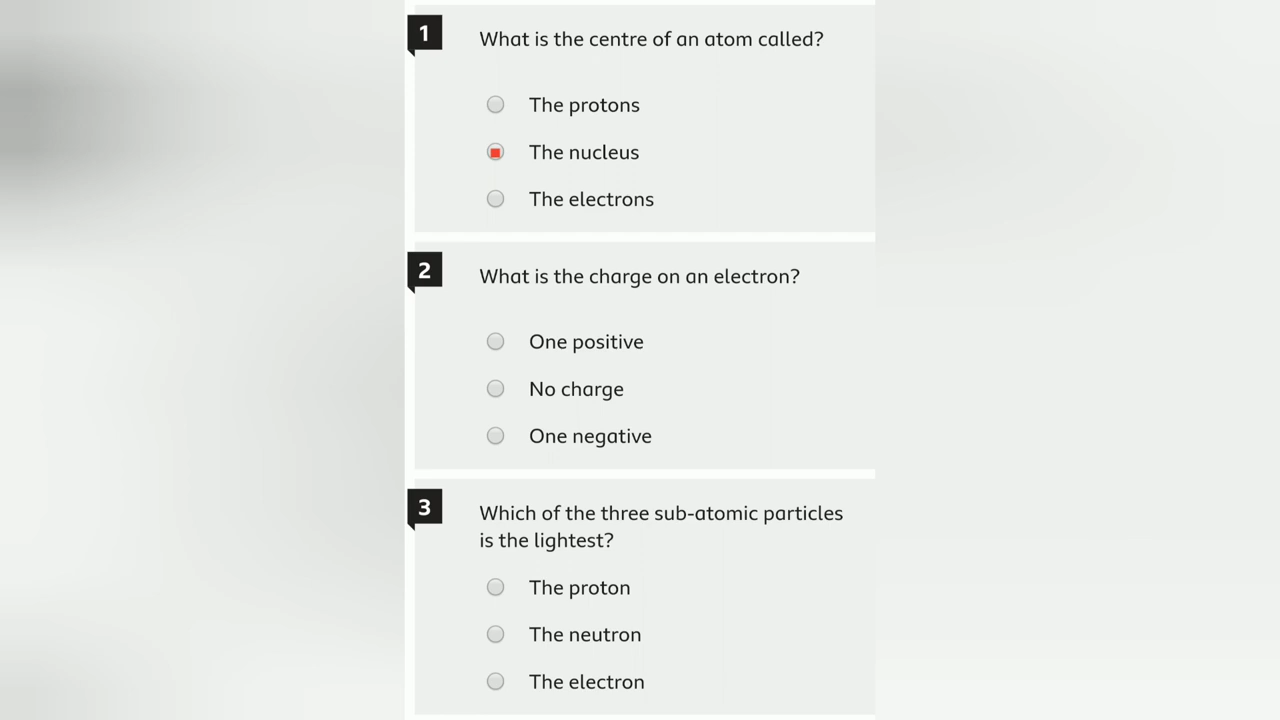 1
What is the centre of an atom called?
The protons
The nucleus
The electrons
2
What is the charge on an electron?
One positive
No charge
One negative
3
Which of the three sub-atomic particles
is the lightest?
The proton
The neutron
The electron